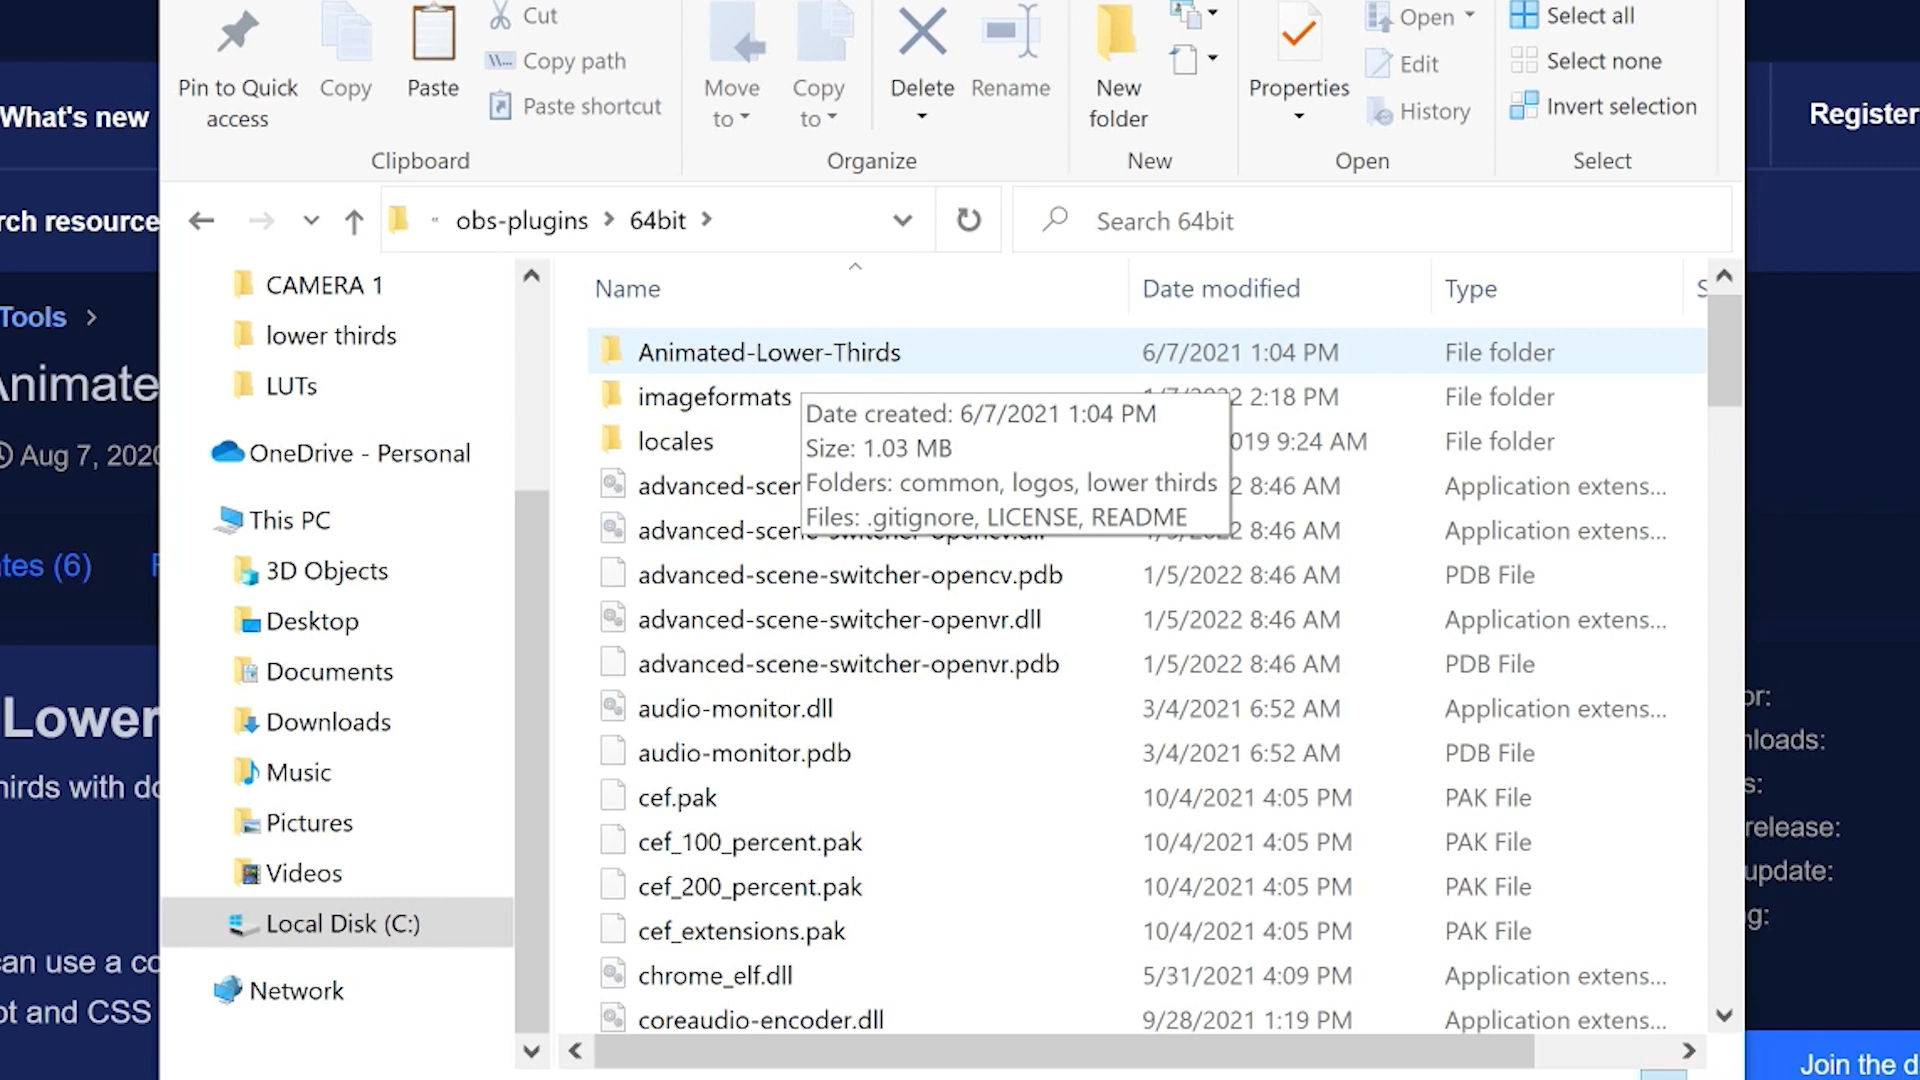 What's new
rch resource
Tools
Animate
Aug 7, 2020
tes (6)
Lower
hirds with do
can use a co
pt and CSS
Pin to Quick
access
Copy
Paste
Cut
Copy path
Paste shortcut
Clipboard
Move
to
Copy
to
Delete
Rename
Organize
New
folder
New
Properties
Open
Edit
History
Open
Select all
Select none
Invert selection
Select
Register
obs-plugins
64bit
Search 64bit
CAMERA 1
lower thirds
LUTs
OneDrive - Personal
This PC
3D Objects
Desktop
Documents
Downloads
Music
Pictures
Videos
Local Disk (C:)
Network
Name Date modified Type S
Animated-Lower-Thirds 6/7/2021 1:04 PM File folder
imageformats 2 2:18 PM File folder
locales 019 9:24 AM File folder
advanced-scen 2 8:46 AM Application extens...
advanced-scene-switcher-opencv.dll 1/5/2022 8:46 AM Application extens...
advanced-scene-switcher-opencv.pdb 1/5/2022 8:46 AM PDB File
advanced-scene-switcher-openvr.dll 1/5/2022 8:46 AM Application extens...
advanced-scene-switcher-openvr.pdb 1/5/2022 8:46 AM PDB File
audio-monitor.dll 3/4/2021 6:52 AM Application extens...
audio-monitor.pdb 3/4/2021 6:52 AM PDB File
cef.pak 10/4/2021 4:05 PM PAK File
cef_100_percent.pak 10/4/2021 4:05 PM PAK File
cef_200_percent.pak 10/4/2021 4:05 PM PAK File
cef_extensions.pak 10/4/2021 4:05 PM PAK File
chrome_elf.dll 5/31/2021 4:09 PM Application extens...
coreaudio-encoder.dll 9/28/2021 1:19 PM Application extens...
Date created: 6/7/2021 1:04 PM
Size: 1.03 MB
Folders: common, logos, lower thirds
Files: .gitignore, LICENSE, README
or:
nloads:
s:
release:
update:
g:
Join the d